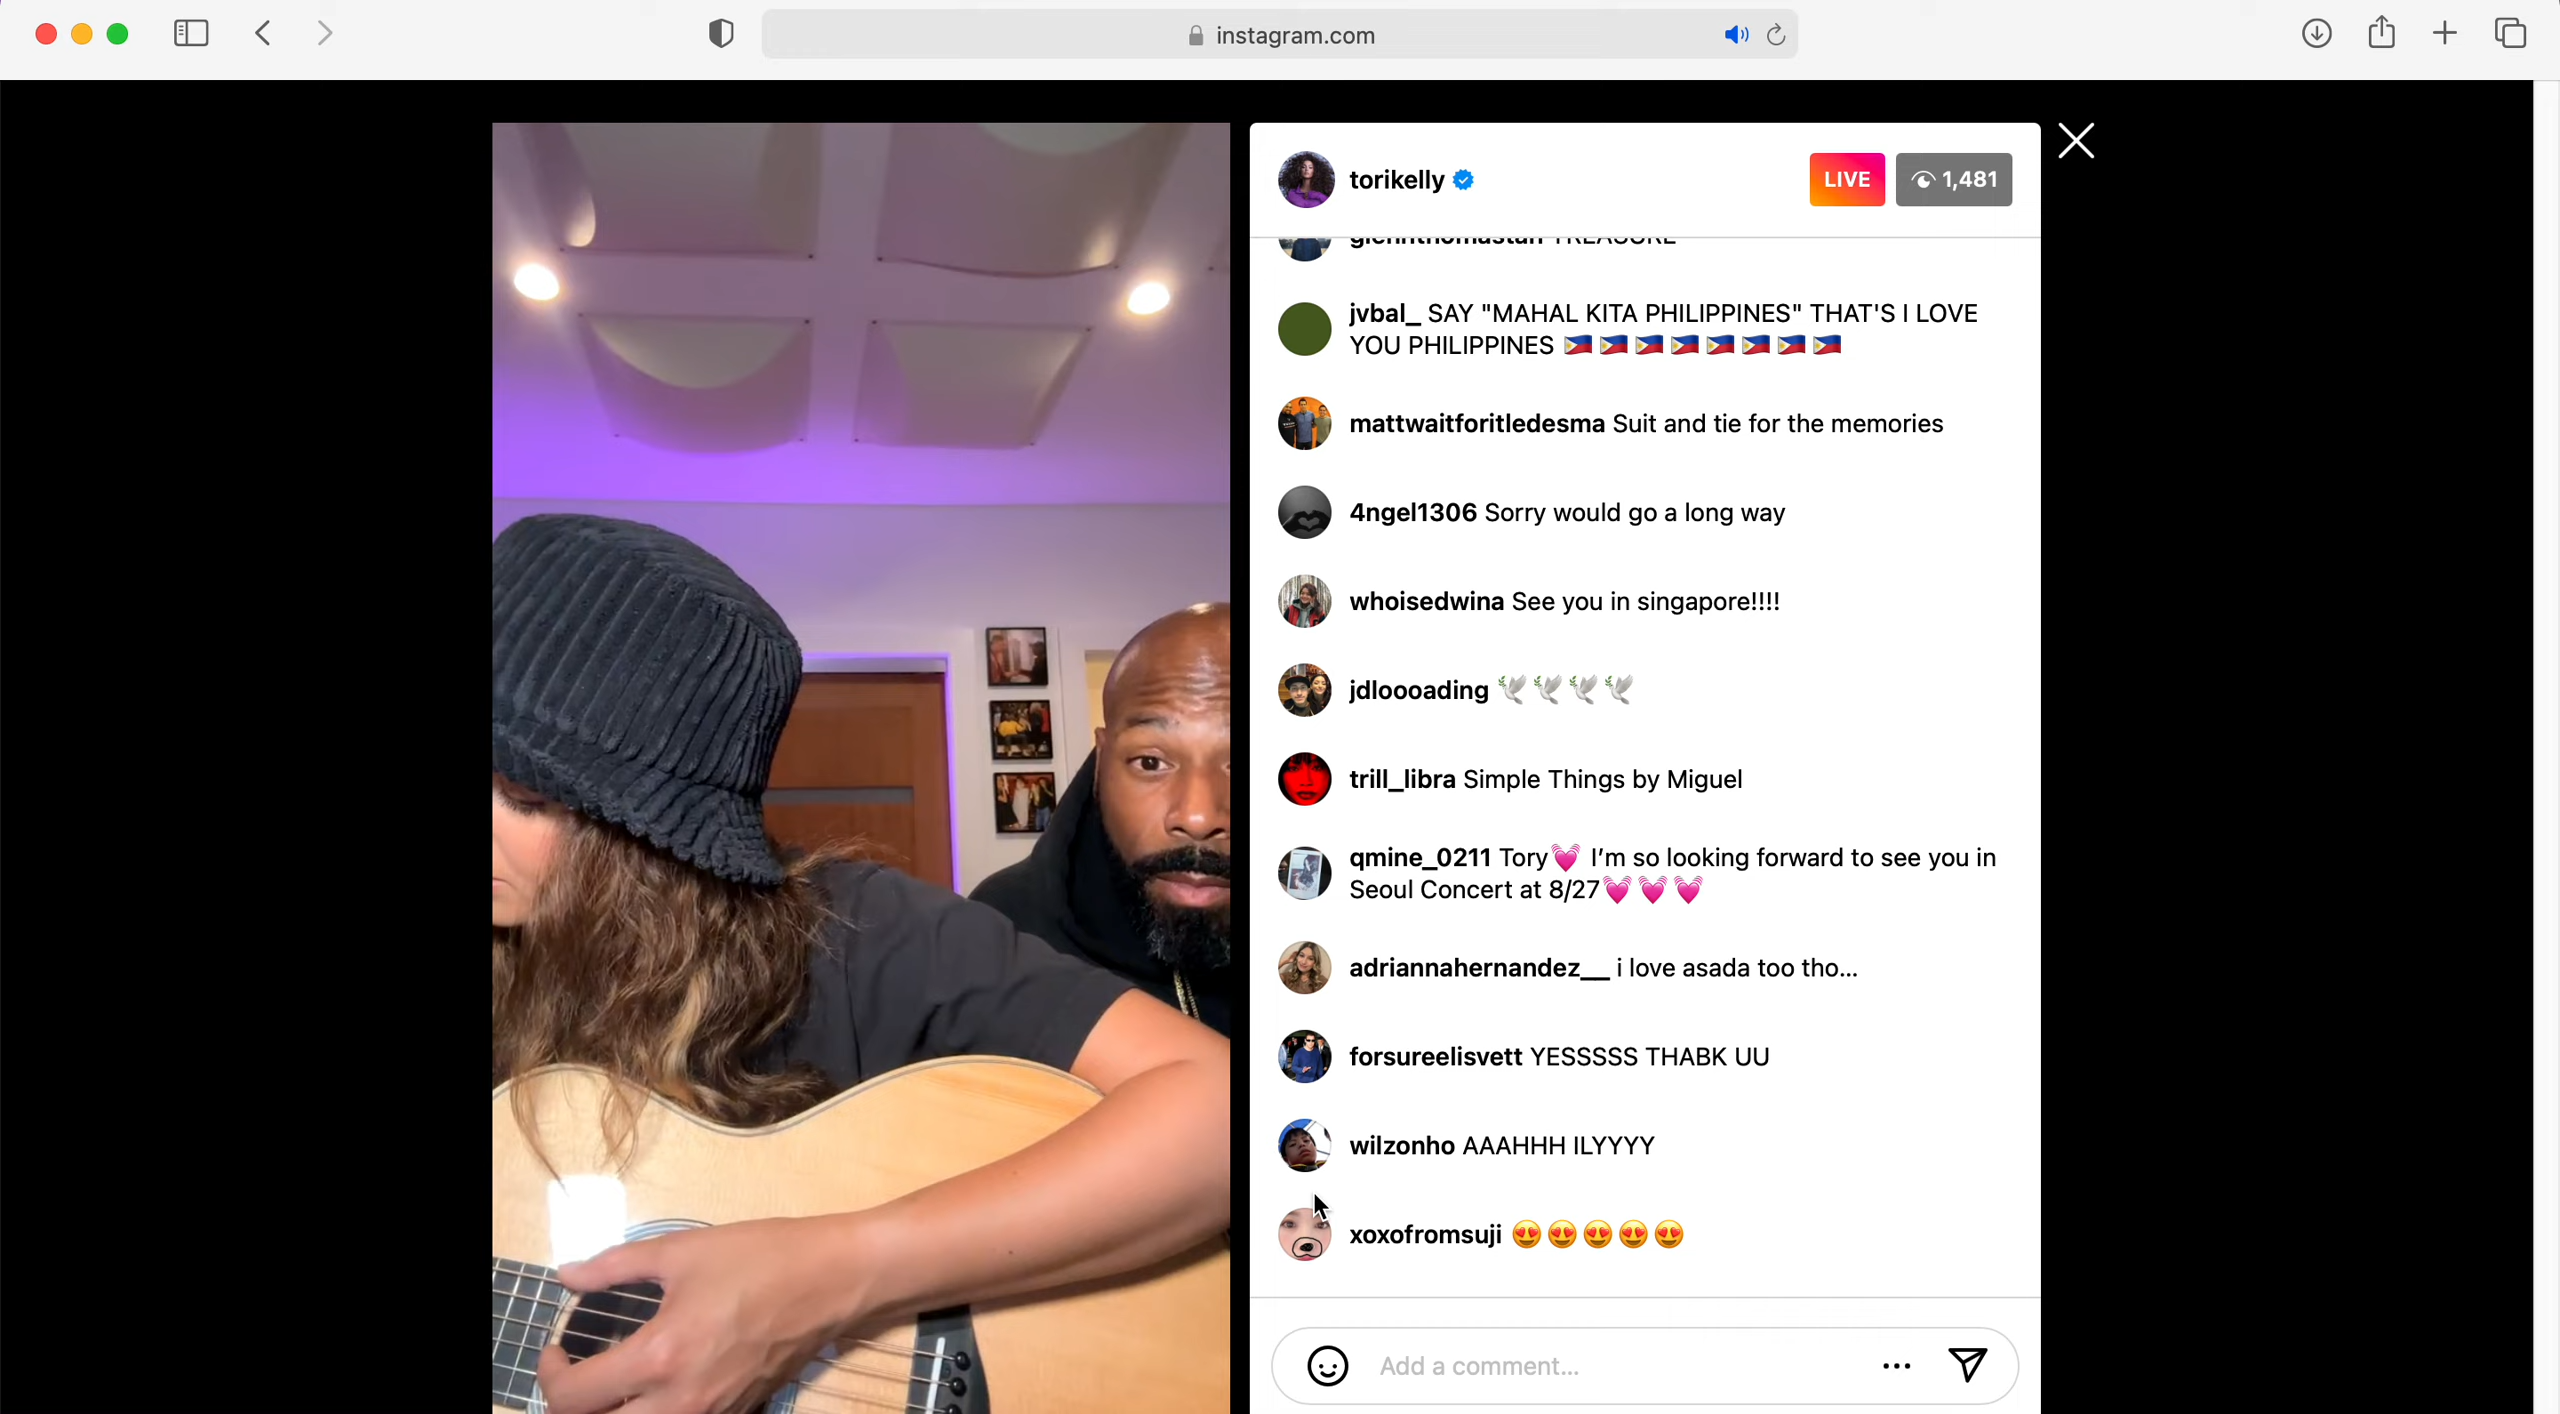 instagram.com
torikelly
LIVE 1,481
TREASURE
jvbal_ SAY "MAHAL KITA PHILIPPINES" THAT'S I LOVE
YOU PHILIPPINES 🇵🇭 🇵🇭 🇵🇭 🇵🇭 🇵🇭 🇵🇭 🇵🇭 🇵🇭
mattwaitforitledesma Suit and tie for the memories
4ngel1306 Sorry would go a long way
whoisedwina See you in singapore!!!!
jdloooading 🕊️ 🕊️ 🕊️ 🕊️
trill_libra Simple Things by Miguel
qmine_0211 Tory💓 I’m so looking forward to see you in
Seoul Concert at 8/27💓 💓 💓
adriannahernandez__ i love asada too tho...
forsureelisvett YESSSSS THABK UU
wilzonho AAAHHH ILYYYY
xoxofromsuji 😍 😍 😍 😍 😍
Add a comment...